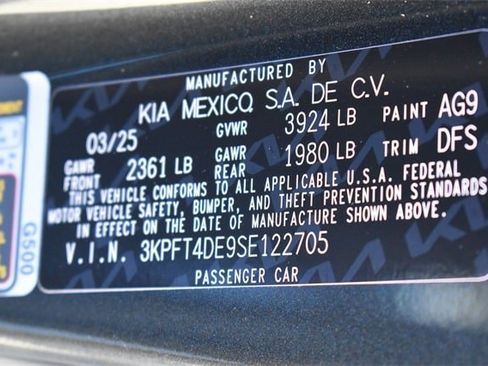 MANUFACTURED BY
KIA MEXICO, S.A. DE C.V.
03/25 GVWR 3924 LB PAINT AG9
GAWR FRONT 2361 LB GAWR REAR 1980 LB TRIM DFS
THIS VEHICLE CONFORMS TO ALL APPLICABLE U.S.A. FEDERAL
MOTOR VEHICLE SAFETY, BUMPER, AND THEFT PREVENTION STANDARDS
IN EFFECT ON THE DATE OF MANUFACTURE SHOWN ABOVE.
V.I.N. 3KPFT4DE9SE122705
PASSENGER CAR
G500